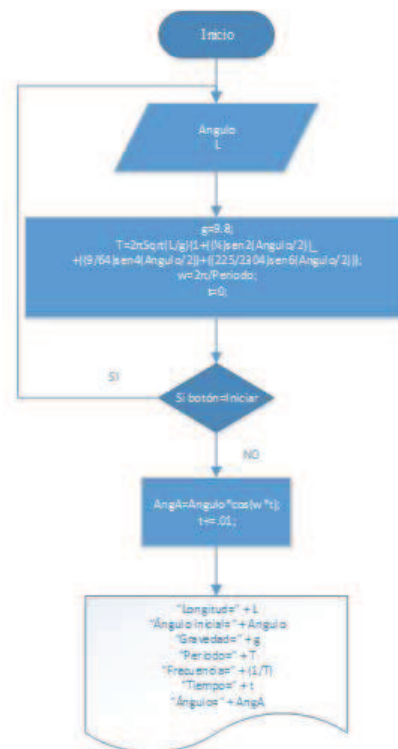 Inicio
Angulo
L
g=9.8;
T=2πSqrt(L/g)(1+((¼)sen2(Angulo/2))_
+((9/64)sen4(Angulo/2))+((225/2304)sen6(Angulo/2)));
w=2π/Periodo;
t=0;
SI
Si botón=Iniciar
NO
AngA=Angulo*cos(w*t);
t+=.01;
"Longitud=" + L
"Ángulo inicial=" + Angulo
"Gravedad=" + g
"Periodo=" + T
"Frecuencia=" + (1/T)
"Tiempo=" + t
"Ángulo=" + AngA